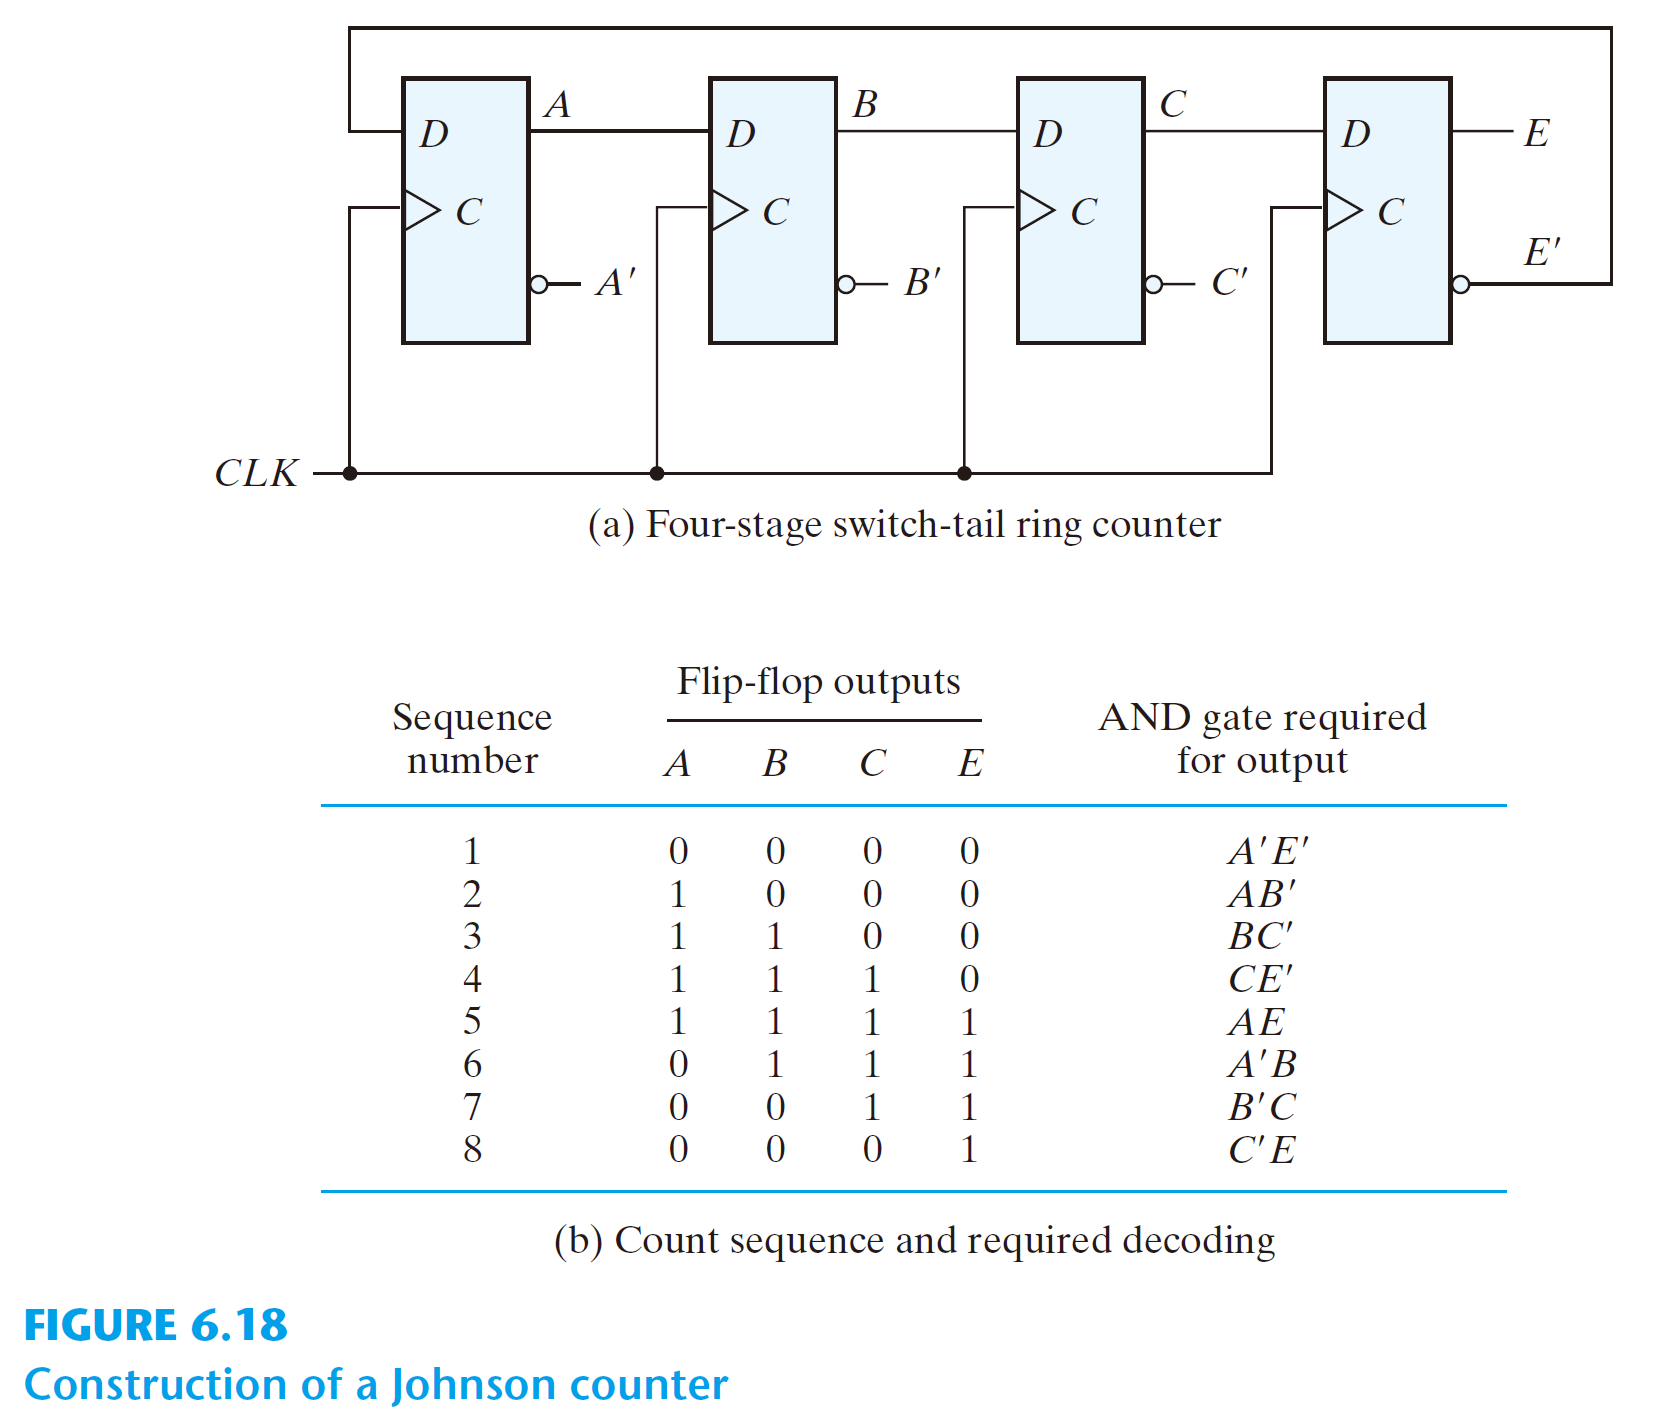 A B C
D D D D E
C C C C
E′
A′ B′ C′
CLK
(a) Four-stage switch-tail ring counter
Flip-flop outputs
Sequence number
AND gate required for output
A B C E
1 0 0 0 0 A′E′
2 1 0 0 0 AB′
3 1 1 0 0 BC′
4 1 1 1 0 CE′
5 1 1 1 1 AE
6 0 1 1 1 A′B
7 0 0 1 1 B′C
8 0 0 0 1 C′E
(b) Count sequence and required decoding
FIGURE 6.18
Construction of a Johnson counter